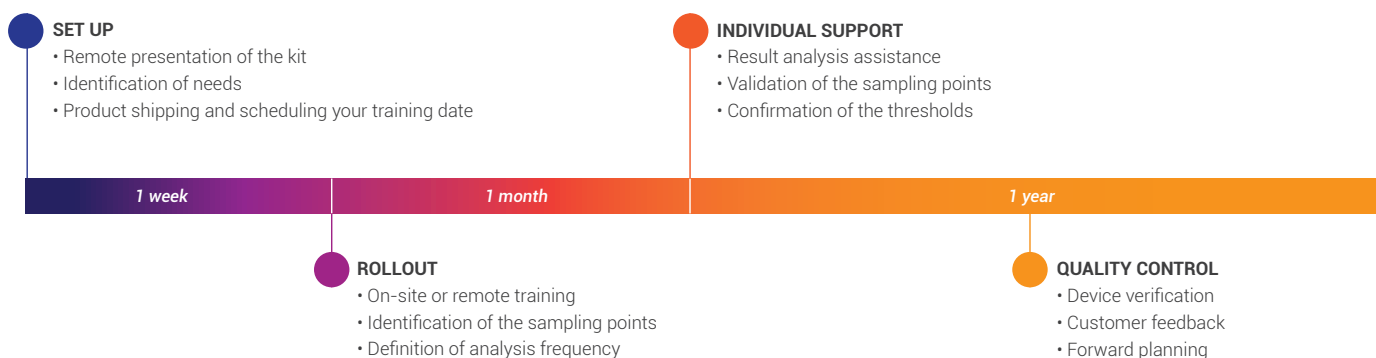 SET UP
• Remote presentation of the kit
• Identification of needs
• Product shipping and scheduling your training date
INDIVIDUAL SUPPORT
• Result analysis assistance
• Validation of the sampling points
• Confirmation of the thresholds
1 week
1 month
1 year
ROLLOUT
• On-site or remote training
• Identification of the sampling points
• Definition of analysis frequency
QUALITY CONTROL
• Device verification
• Customer feedback
• Forward planning